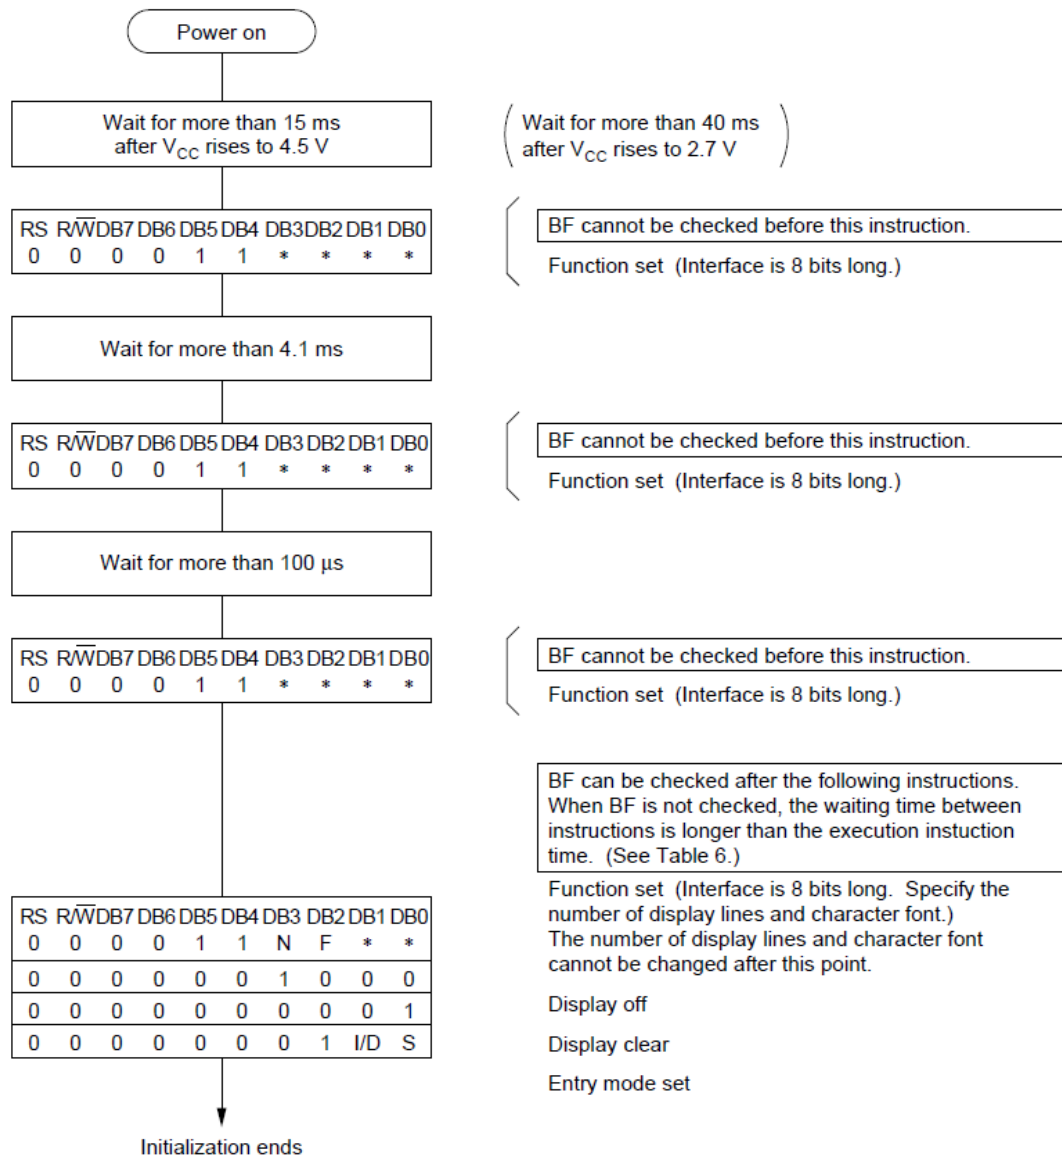 Power on
Wait for more than 15 ms
after VCC rises to 4.5 V
Wait for more than 40 ms
after VCC rises to 2.7 V
RS R/W̅ DB7 DB6 DB5 DB4 DB3 DB2 DB1 DB0
0 0 0 0 1 1 * * * *
BF cannot be checked before this instruction.
Function set (Interface is 8 bits long.)
Wait for more than 4.1 ms
RS R/W̅ DB7 DB6 DB5 DB4 DB3 DB2 DB1 DB0
0 0 0 0 1 1 * * * *
BF cannot be checked before this instruction.
Function set (Interface is 8 bits long.)
Wait for more than 100 µs
RS R/W̅ DB7 DB6 DB5 DB4 DB3 DB2 DB1 DB0
0 0 0 0 1 1 * * * *
BF cannot be checked before this instruction.
Function set (Interface is 8 bits long.)
BF can be checked after the following instructions.
When BF is not checked, the waiting time between
instructions is longer than the execution instuction
time. (See Table 6.)
RS R/W̅ DB7 DB6 DB5 DB4 DB3 DB2 DB1 DB0
0 0 0 0 1 1 N F * *
0 0 0 0 0 0 1 0 0 0
0 0 0 0 0 0 0 0 0 1
0 0 0 0 0 0 0 1 I/D S
Function set (Interface is 8 bits long. Specify the
number of display lines and character font.)
The number of display lines and character font
cannot be changed after this point.
Display off
Display clear
Entry mode set
Initialization ends